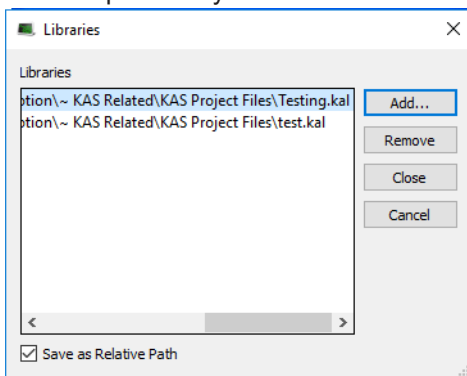 Libraries
Libraries
ption\~ KAS Related\KAS Project Files\Testing.kal
ption\~ KAS Related\KAS Project Files\test.kal
Add...
Remove
Close
Cancel
Save as Relative Path